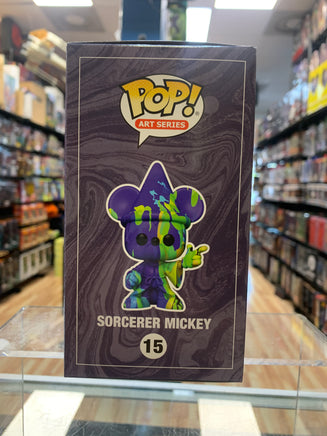 POP!
ART SERIES
SORCERER MICKEY
15